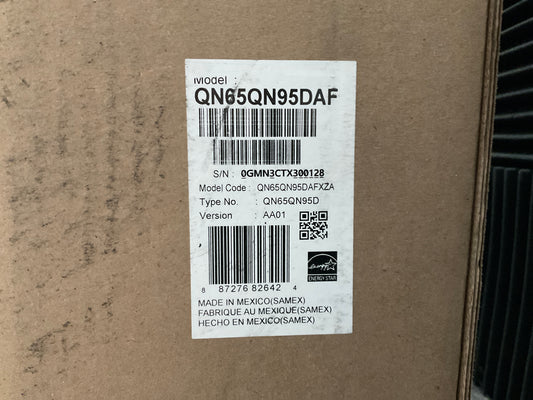 Model :
QN65QN95DAF
S/N : 0GMN3CTX300128
Model Code : QN65QN95DAFXZA
Type No. : QN65QN95D
Version : AA01
8 87276 82642 4
energy
ENERGY STAR
MADE IN MEXICO(SAMEX)
FABRIQUE AU MEXIQUE(SAMEX)
HECHO EN MEXICO(SAMEX)